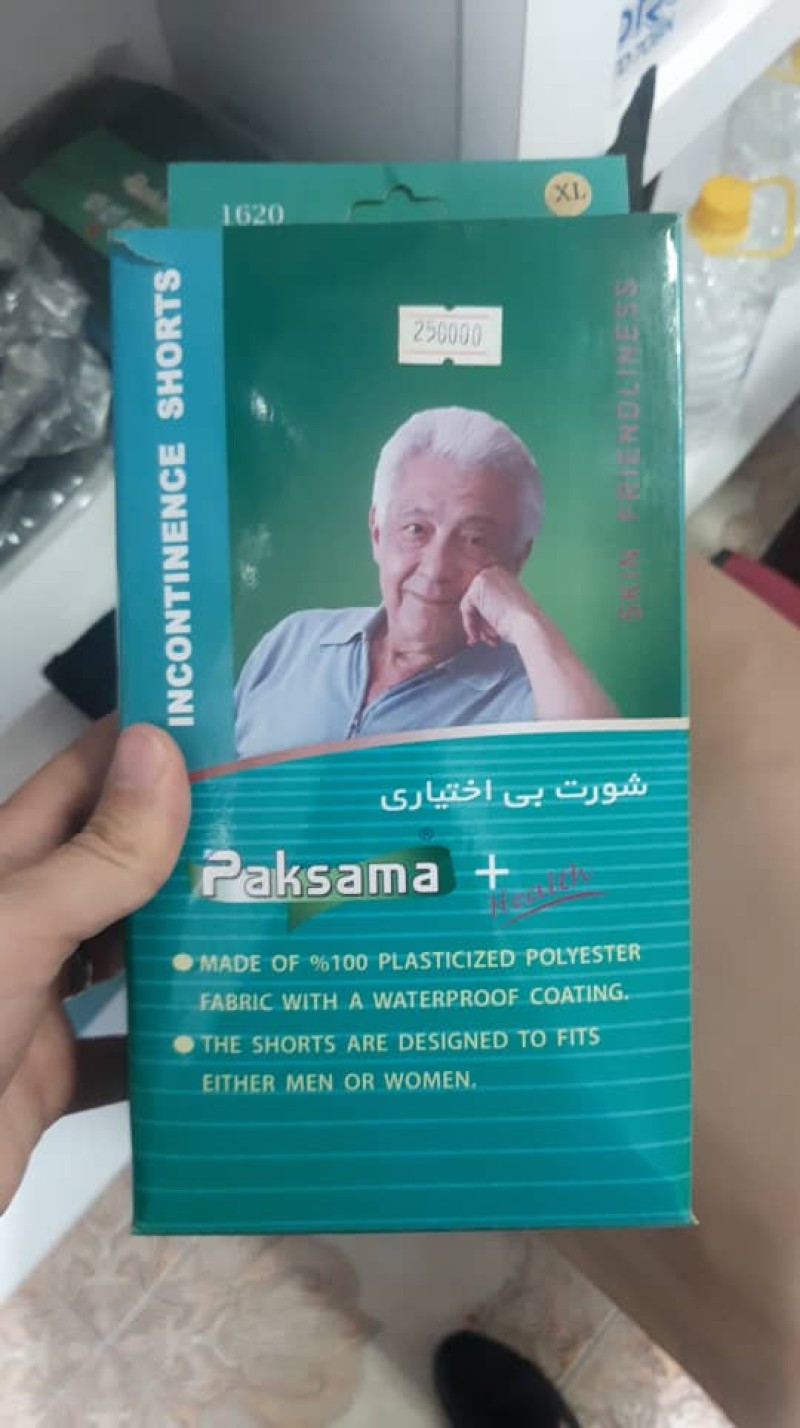 1620
XL
250000
INCONTINENCE SHORTS
SKIN FRIENDLINESS
شورت بی اختیاری
Paksama®
+ Health
MADE OF %100 PLASTICIZED POLYESTER
FABRIC WITH A WATERPROOF COATING.
THE SHORTS ARE DESIGNED TO FITS
EITHER MEN OR WOMEN.